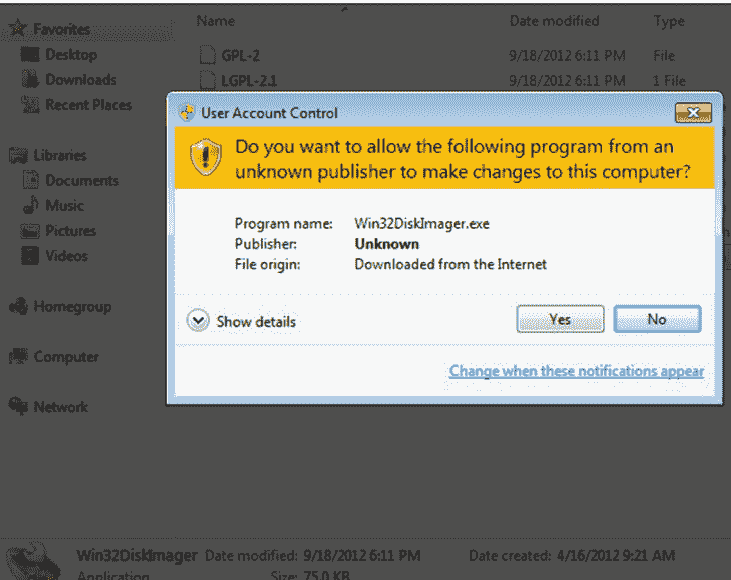 Name Date modified Type
Favorites
Desktop
Downloads
Recent Places
GPL-2 9/18/2012 6:11 PM File
LGPL-2.1 9/18/2012 6:11 PM 1 File
Libraries
Documents
Music
Pictures
Videos
Homegroup
Computer
Network
User Account Control
Do you want to allow the following program from an
unknown publisher to make changes to this computer?
Program name: Win32DiskImager.exe
Publisher: Unknown
File origin: Downloaded from the Internet
Show details
Yes No
Change when these notifications appear
Win32DiskImager Date modified: 9/18/2012 6:11 PM Date created: 4/16/2012 9:21 AM
Application Size: 75.0 KB